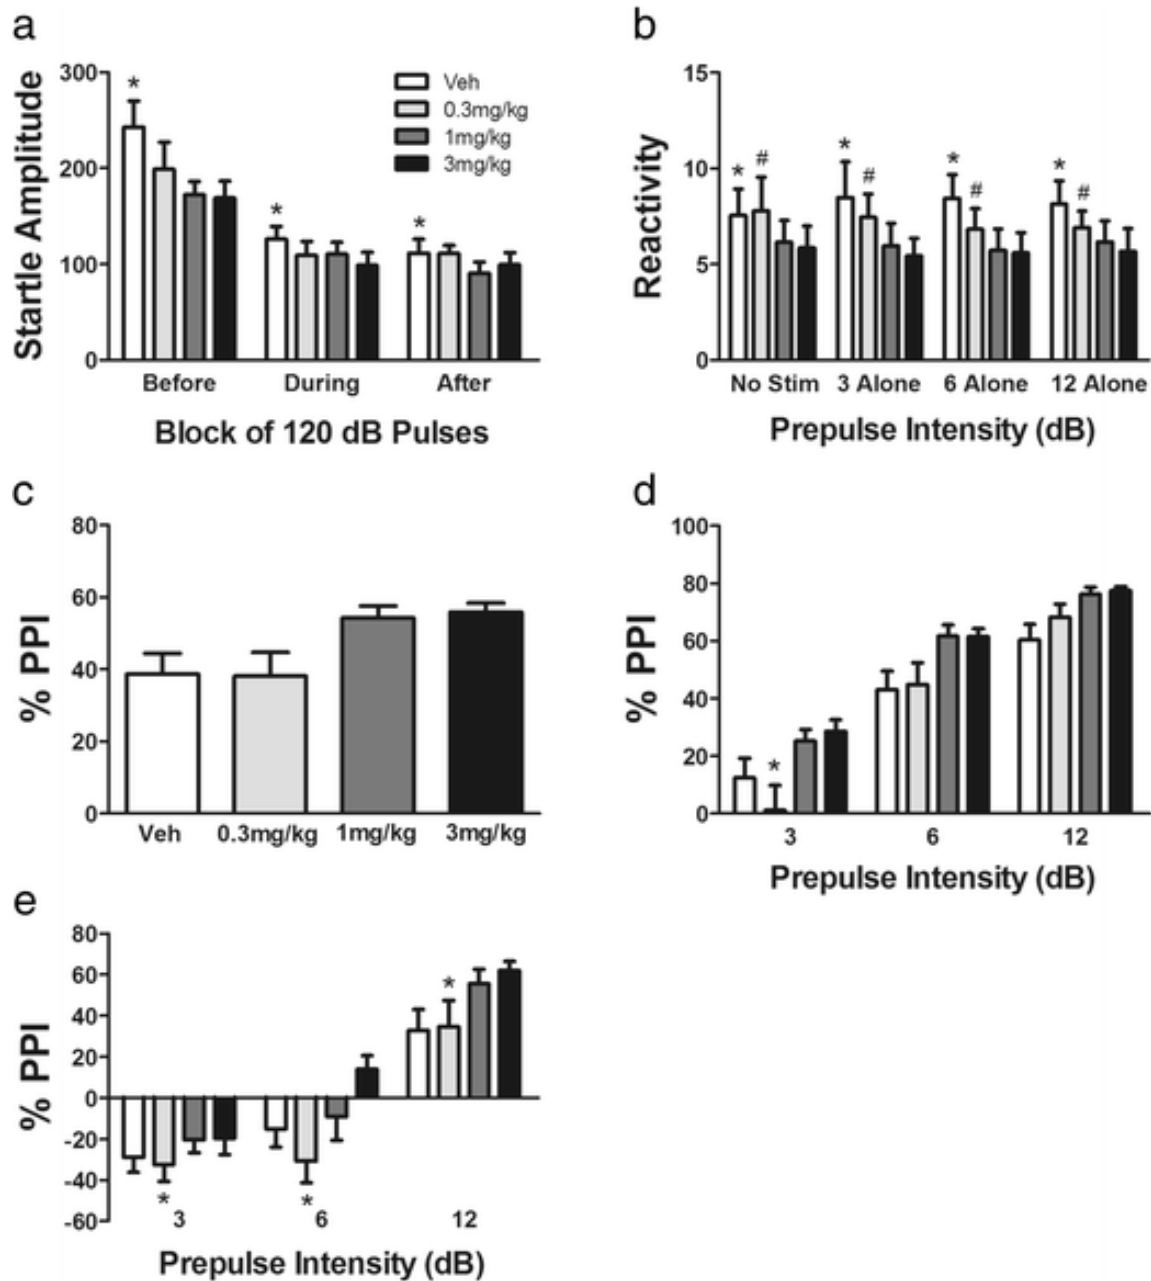 a
Startle Amplitude
300
200
100
0
*
*
*
Veh
0.3mg/kg
1mg/kg
3mg/kg
Before During After
Block of 120 dB Pulses
b
Reactivity
15
10
5
0
* # * # * # * #
No Stim 3 Alone 6 Alone 12 Alone
Prepulse Intensity (dB)
c
% PPI
80
60
40
20
0
Veh 0.3mg/kg 1mg/kg 3mg/kg
d
% PPI
100
80
60
40
20
0
*
3 6 12
Prepulse Intensity (dB)
e
% PPI
80
60
40
20
0
-20
-40
-60
*
*
*
3 6 12
Prepulse Intensity (dB)